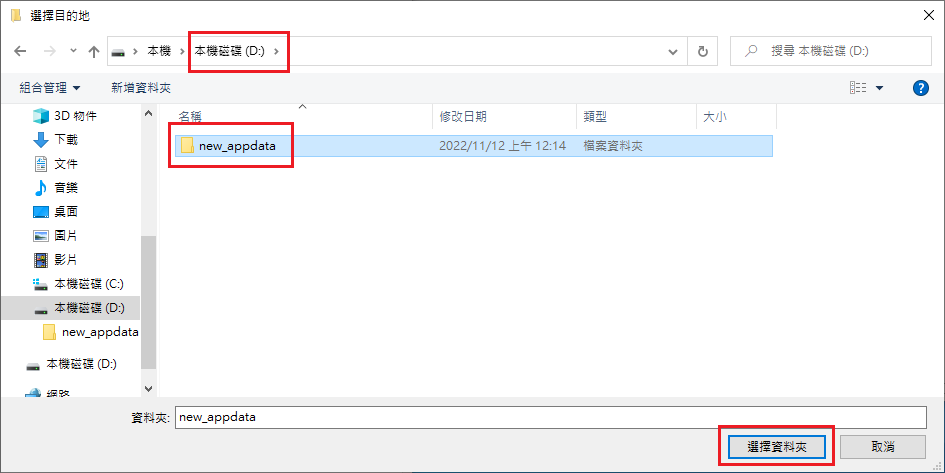 選擇目的地
本機 本機磁碟 (D:)
搜尋 本機磁碟 (D:)
組合管理 新增資料夾
名稱 修改日期 類型 大小
new_appdata 2022/11/12 上午 12:14 檔案資料夾
3D 物件
下載
文件
音樂
桌面
圖片
影片
本機磁碟 (C:)
本機磁碟 (D:)
new_appdata
本機磁碟 (D:)
網路
資料夾: new_appdata
選擇資料夾 取消